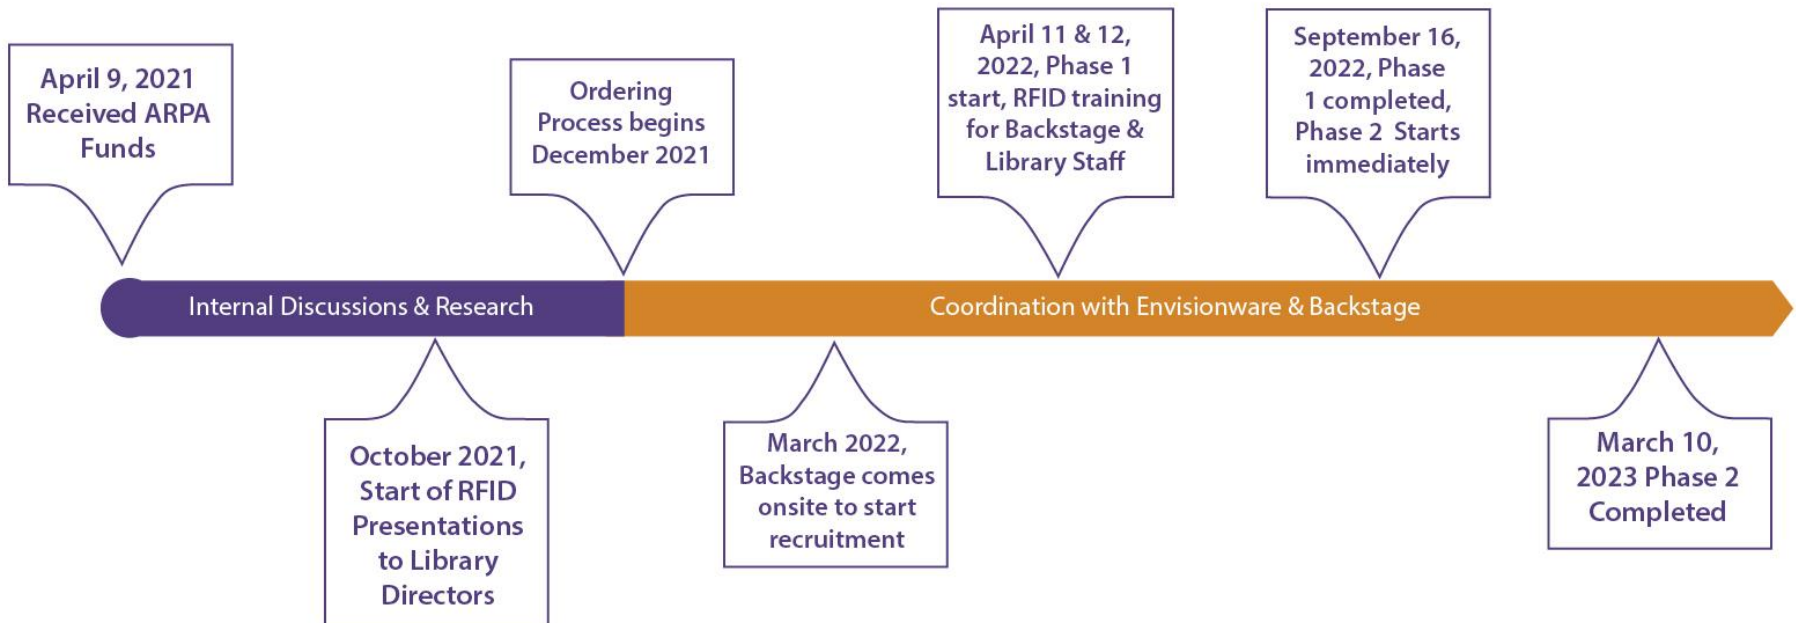 April 9, 2021
Received ARPA
Funds
Ordering
Process begins
December 2021
April 11 & 12,
2022, Phase 1
start, RFID training
for Backstage &
Library Staff
September 16,
2022, Phase
1 completed,
Phase 2 Starts
immediately
Internal Discussions & Research
Coordination with Envisionware & Backstage
October 2021,
Start of RFID
Presentations
to Library
Directors
March 2022,
Backstage comes
onsite to start
recruitment
March 10,
2023 Phase 2
Completed